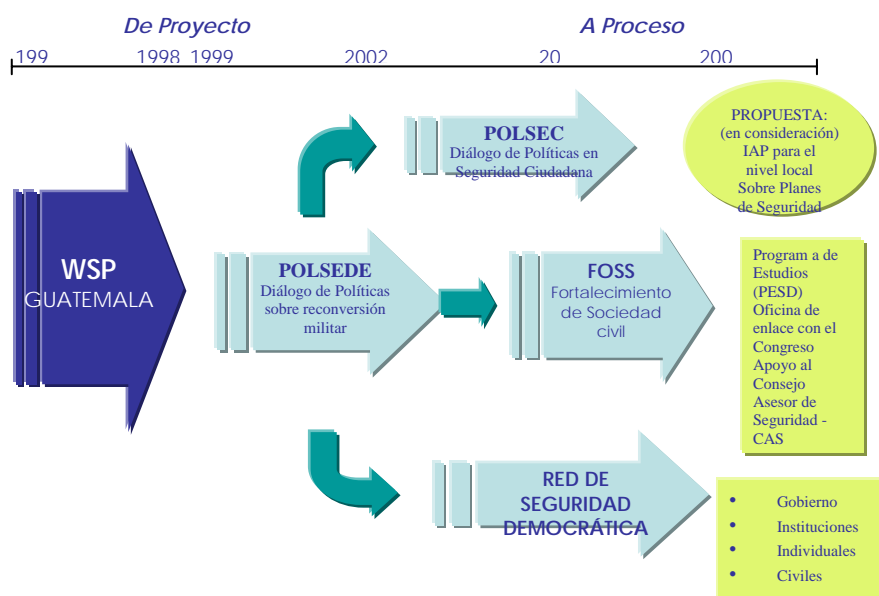 De Proyecto
A Proceso
199
1998
1999
2002
20
200
WSP
GUATEMALA
POLSEC
Diálogo de Políticas en
Seguridad Ciudadana
POLSEDE
Diálogo de Políticas
sobre reconversión
militar
FOSS
Fortalecimiento
de Sociedad
civil
RED DE
SEGURIDAD
DEMOCRÁTICA
PROPUESTA:
(en consideración)
IAP para el
nivel local
Sobre Planes
de Seguridad
Program a de
Estudios
(PESD)
Oficina de
enlace con el
Congreso
Apoyo al
Consejo
Asesor de
Seguridad -
CAS
• Gobierno
• Instituciones
• Individuales
• Civiles